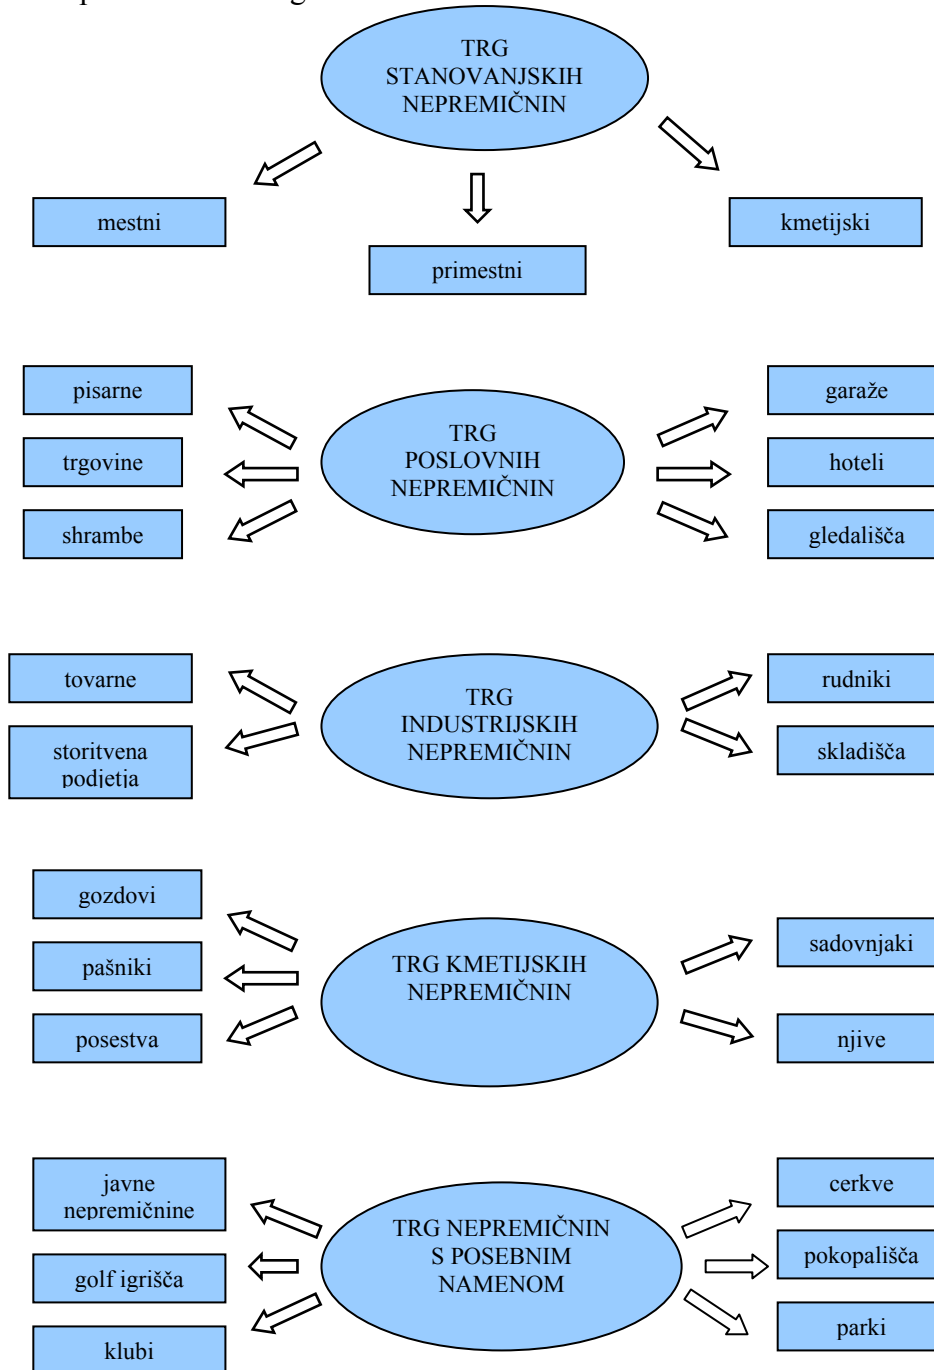 TRG
STANOVANJSKIH
NEPREMIČNIN
mestni
primestni
kmetijski
pisarne
trgovine
shrambe
TRG
POSLOVNIH
NEPREMIČNIN
garaže
hoteli
gledališča
tovarne
storitvena
podjetja
TRG
INDUSTRIJSKIH
NEPREMIČNIN
rudniki
skladišča
gozdovi
pašniki
posestva
TRG KMETIJSKIH
NEPREMIČNIN
sadovnjaki
njive
javne
nepremičnine
golf igrišča
klubi
TRG NEPREMIČNIN
S POSEBNIM
NAMENOM
cerkve
pokopališča
parki